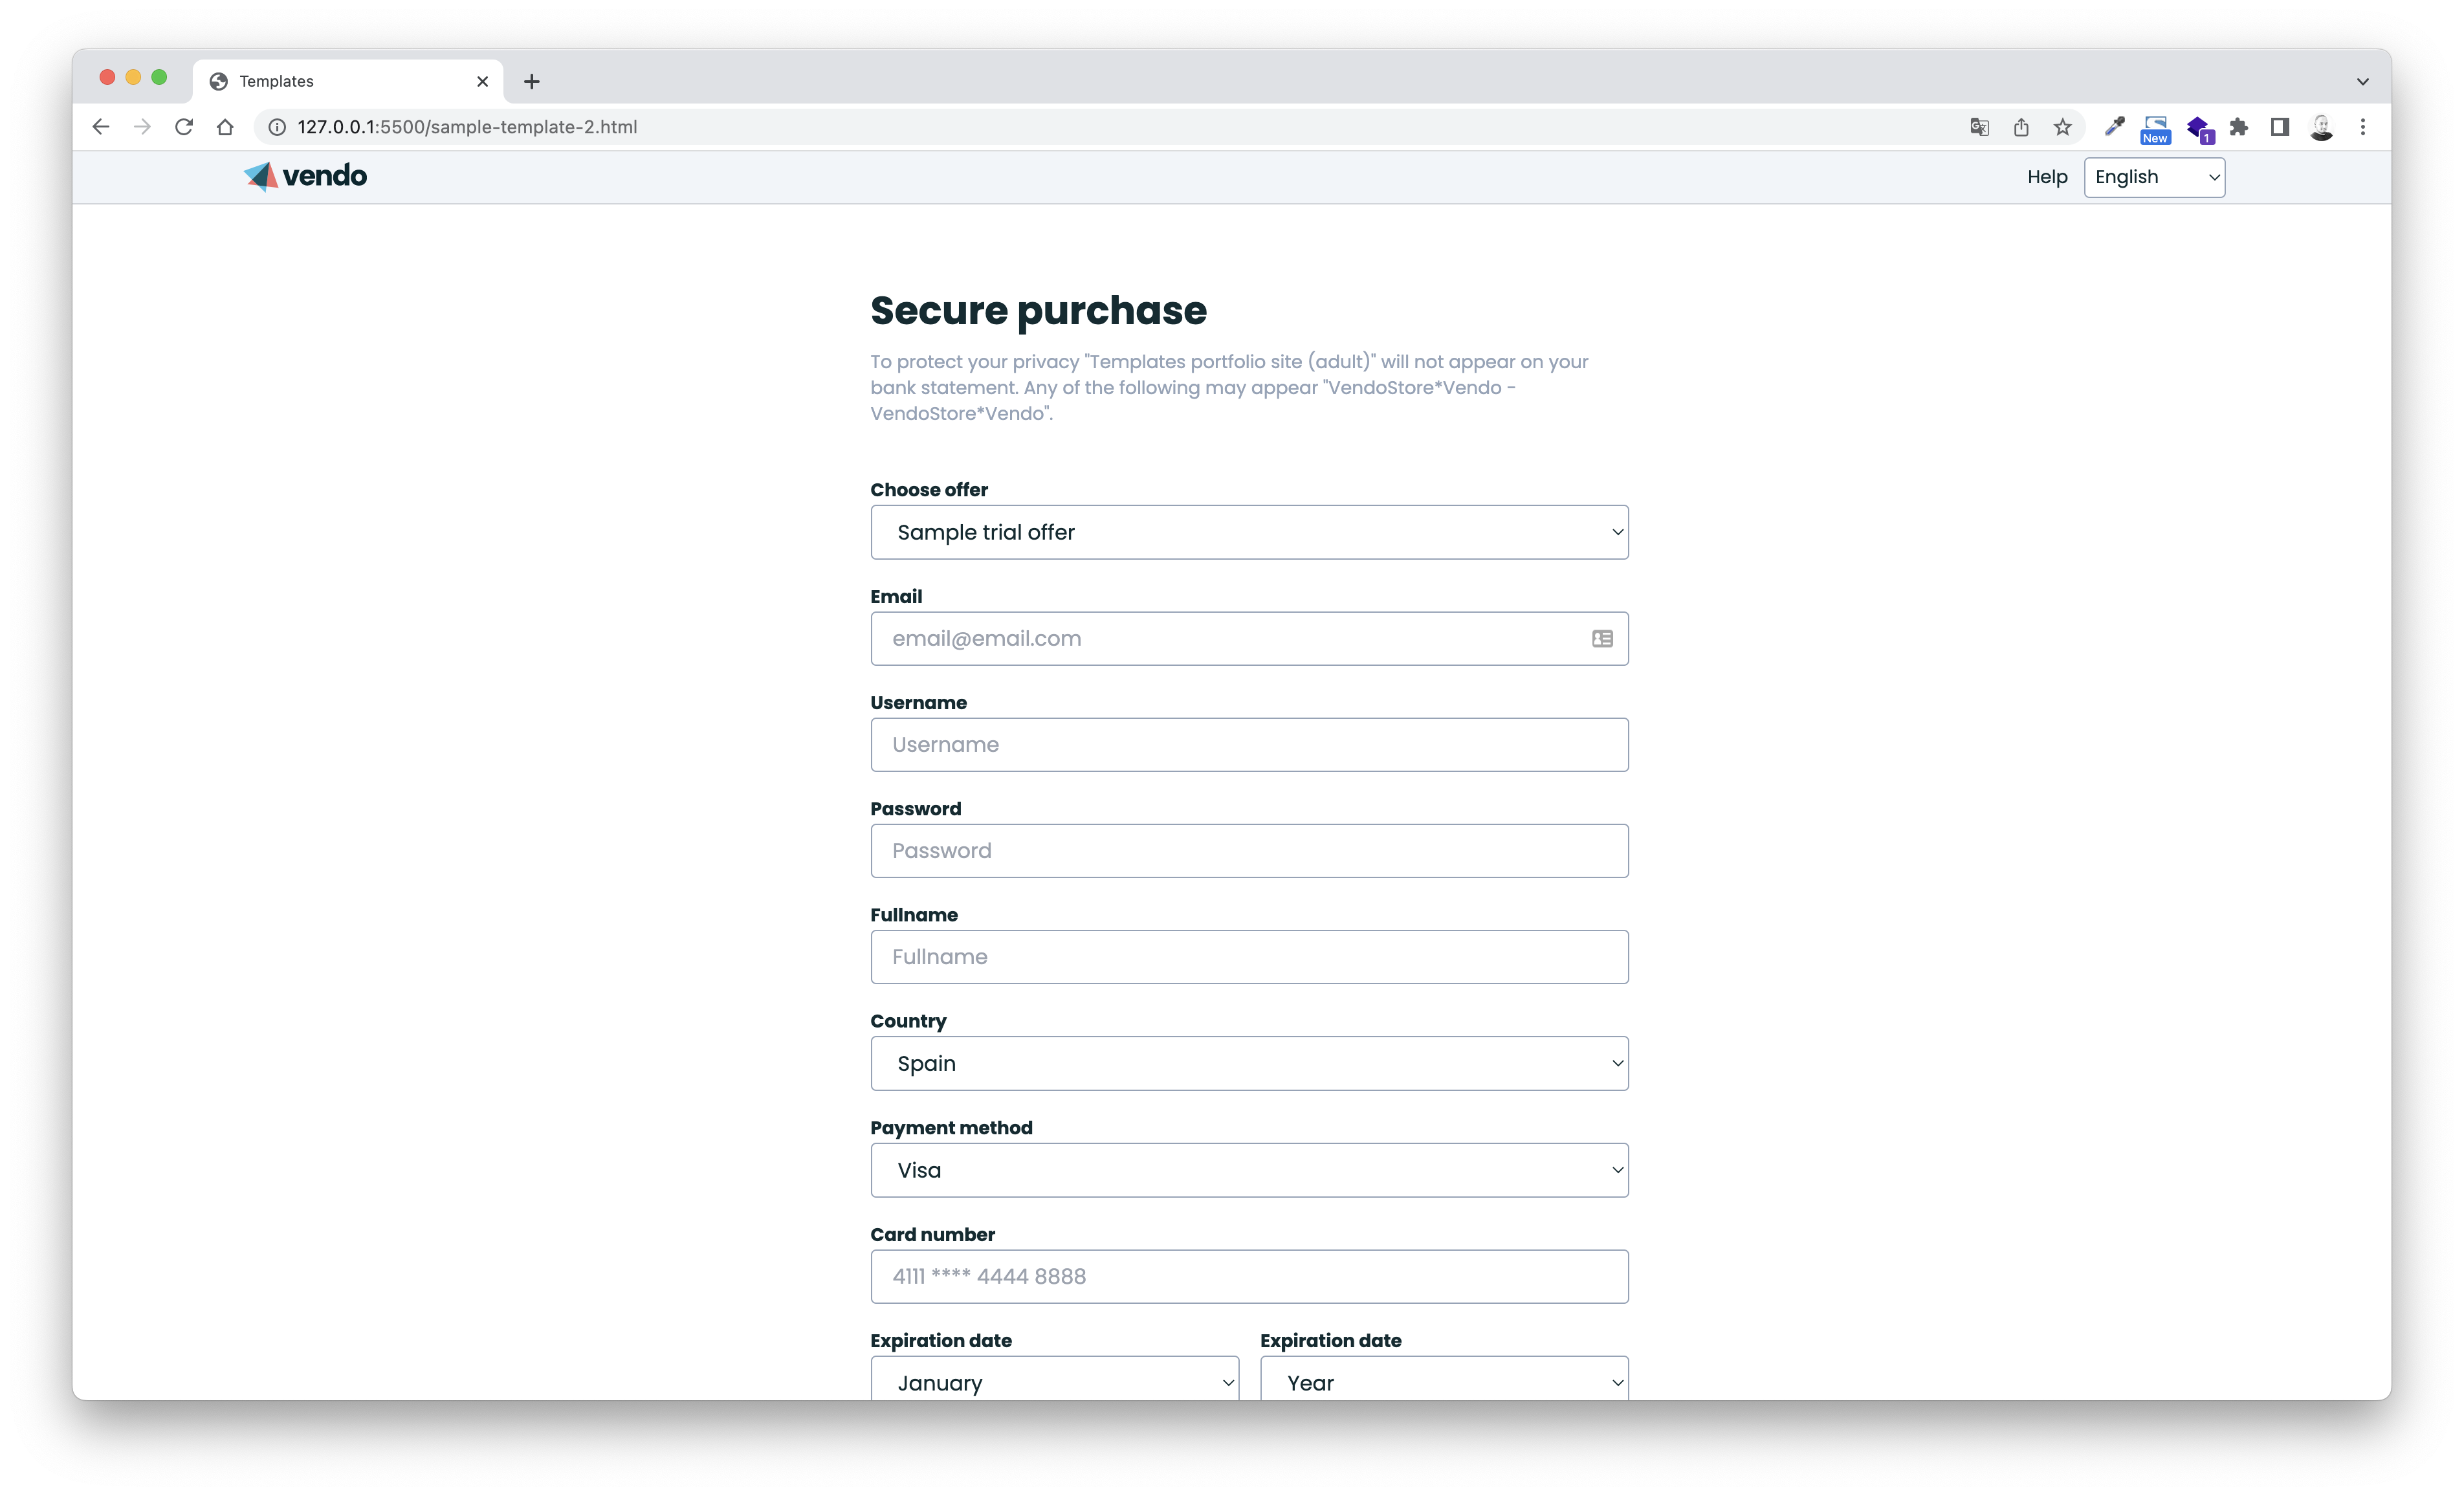 Templates
127.0.0.1:5500/sample-template-2.html
New
1
vendo
Help
English
Secure purchase
To protect your privacy "Templates portfolio site (adult)" will not appear on your
bank statement. Any of the following may appear "VendoStore*Vendo -
VendoStore*Vendo".
Choose offer
Sample trial offer
Email
email@email.com
Username
Username
Password
Password
Fullname
Fullname
Country
Spain
Payment method
Visa
Card number
4111 **** 4444 8888
Expiration date Expiration date
January Year